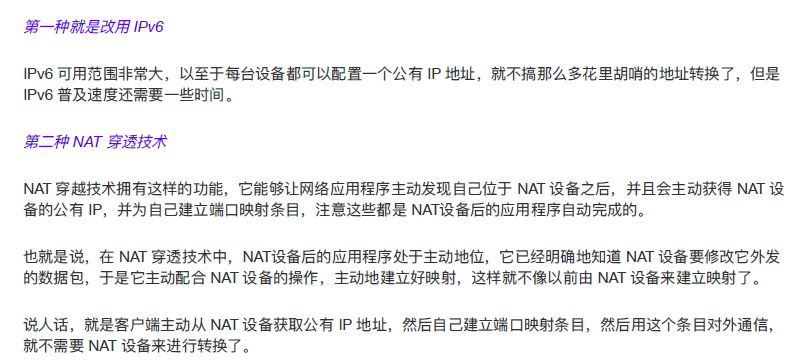 第一种就是改用 IPv6
IPv6 可用范围非常大，以至于每台设备都可以配置一个公有 IP 地址，就不搞那么多花里胡哨的地址转换了，但是
IPv6 普及速度还需要一些时间。
第二种 NAT 穿透技术
NAT 穿越技术拥有这样的功能，它能够让网络应用程序主动发现自己位于 NAT 设备之后，并且会主动获得 NAT 设
备的公有 IP，并为自己建立端口映射条目，注意这些都是 NAT设备后的应用程序自动完成的。
也就是说，在 NAT 穿透技术中，NAT设备后的应用程序处于主动地位，它已经明确地知道 NAT 设备要修改它外发
的数据包，于是它主动配合 NAT 设备的操作，主动地建立好映射，这样就不像以前由 NAT 设备来建立映射了。
说人话，就是客户端主动从 NAT 设备获取公有 IP 地址，然后自己建立端口映射条目，然后用这个条目对外通信，
就不需要 NAT 设备来进行转换了。